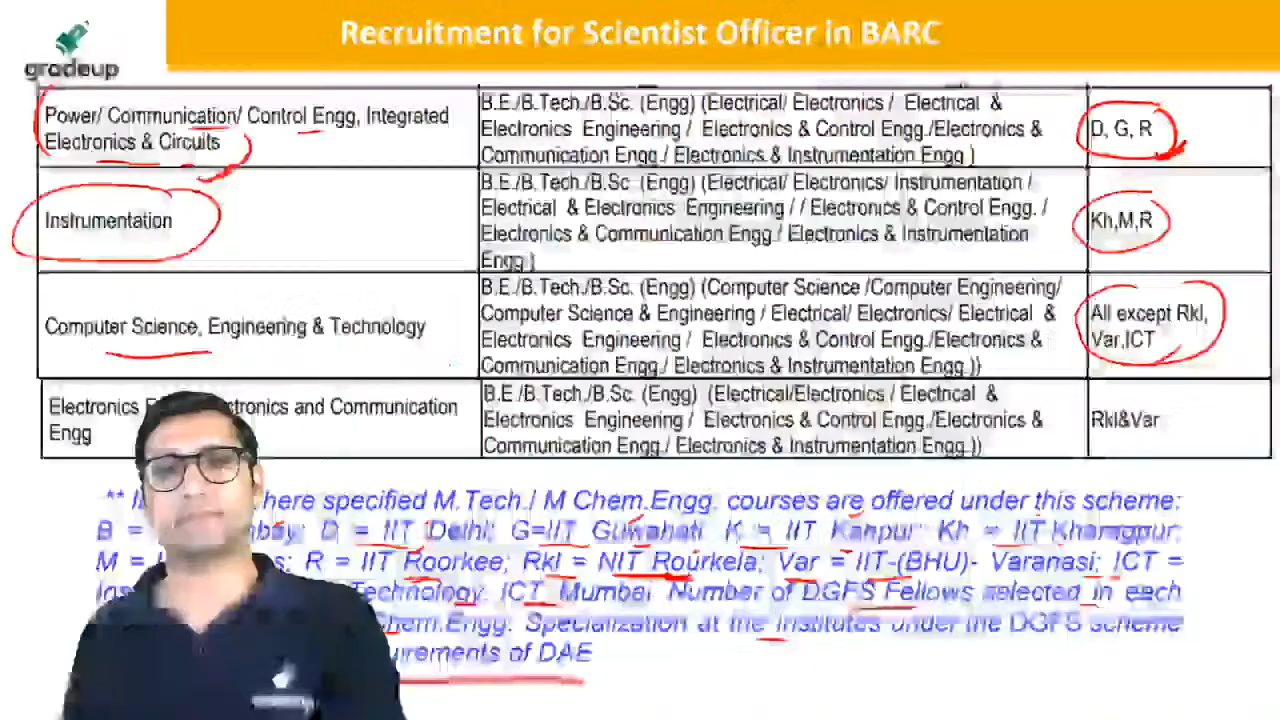 Recruitment for Scientist Officer in BARC
gradeup
Power/ Communication/ Control Engg, Integrated
Electronics & Circuits
B.E./B.Tech./B.Sc. (Engg) (Electrical/ Electronics / Electrical &
Electronics Engineering / Electronics & Control Engg./Electronics &
Communication Engg./ Electronics & Instrumentation Engg.)
D, G, R
Instrumentation
B.E./B.Tech./B.Sc (Engg) (Electrical/ Electronics/ Instrumentation /
Electrical & Electronics Engineering / / Electronics & Control Engg. /
Electronics & Communication Engg./ Electronics & Instrumentation
Engg.)
Kh,M,R
Computer Science, Engineering & Technology
B.E./B.Tech./B.Sc. (Engg) (Computer Science /Computer Engineering/
Computer Science & Engineering / Electrical/ Electronics/ Electrical &
Electronics Engineering / Electronics & Control Engg./Electronics &
Communication Engg./ Electronics & Instrumentation Engg.))
All except Rkl,
Var,ICT
Electronics and Communication
Engg
B.E./B.Tech./B.Sc. (Engg) (Electrical/Electronics / Electrical &
Electronics Engineering / Electronics & Control Engg./Electronics &
Communication Engg./ Electronics & Instrumentation Engg.))
Rkl&Var
** here specified M.Tech./ M Chem.Engg. courses are offered under this scheme:
B = D = IIT Delhi; G=IIT Guwahati K = IIT Kanpur; Kh = IIT Kharagpur;
M = R = IIT Roorkee; Rkl = NIT Rourkela; Var = IIT-(BHU)- Varanasi; ICT =
Technology, ICT, Mumbai. Number of DGFS Fellows selected in each
Chem.Engg. Specialization at the Institutes under the DGFS scheme
of DAE